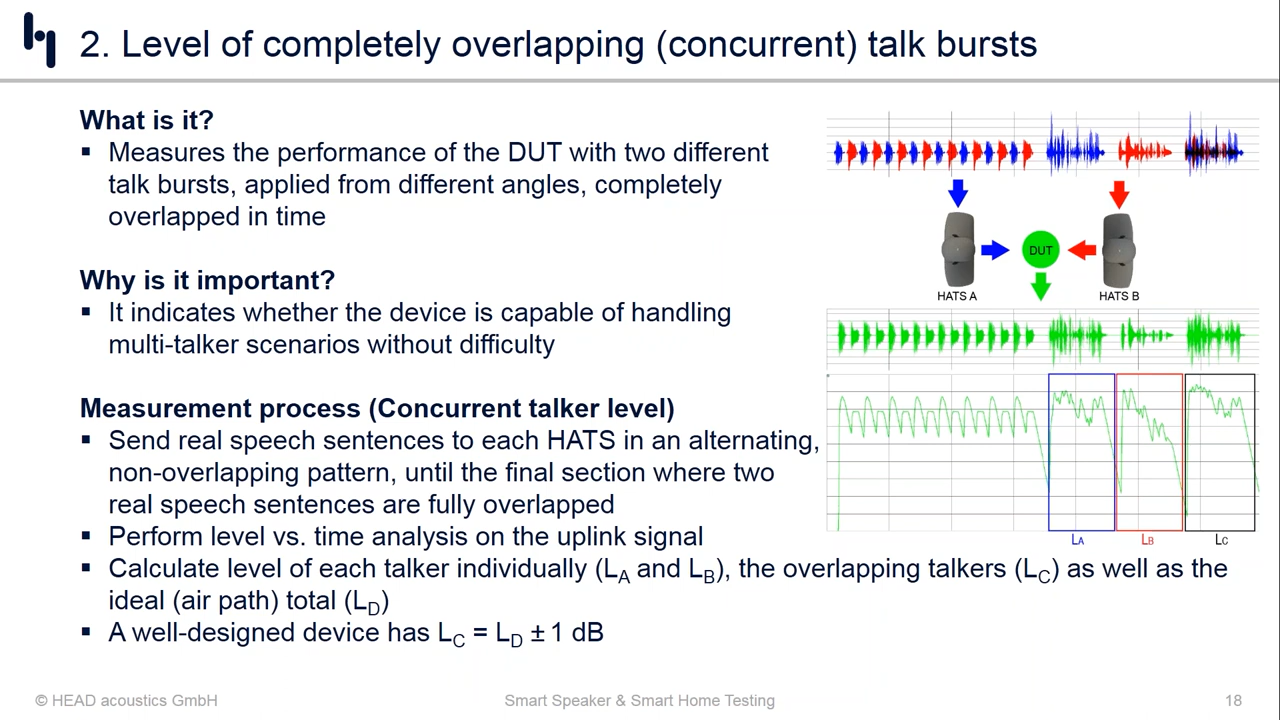 2. Level of completely overlapping (concurrent) talk bursts
What is it?
▪ Measures the performance of the DUT with two different
talk bursts, applied from different angles, completely
overlapped in time
Why is it important?
▪ It indicates whether the device is capable of handling
multi-talker scenarios without difficulty
Measurement process (Concurrent talker level)
▪ Send real speech sentences to each HATS in an alternating,
non-overlapping pattern, until the final section where two
real speech sentences are fully overlapped
▪ Perform level vs. time analysis on the uplink signal
▪ Calculate level of each talker individually (LA and LB), the overlapping talkers (LC) as well as the
ideal (air path) total (LD)
▪ A well-designed device has LC = LD ± 1 dB
DUT
HATS A
HATS B
LA
LB
LC
© HEAD acoustics GmbH
Smart Speaker & Smart Home Testing
18